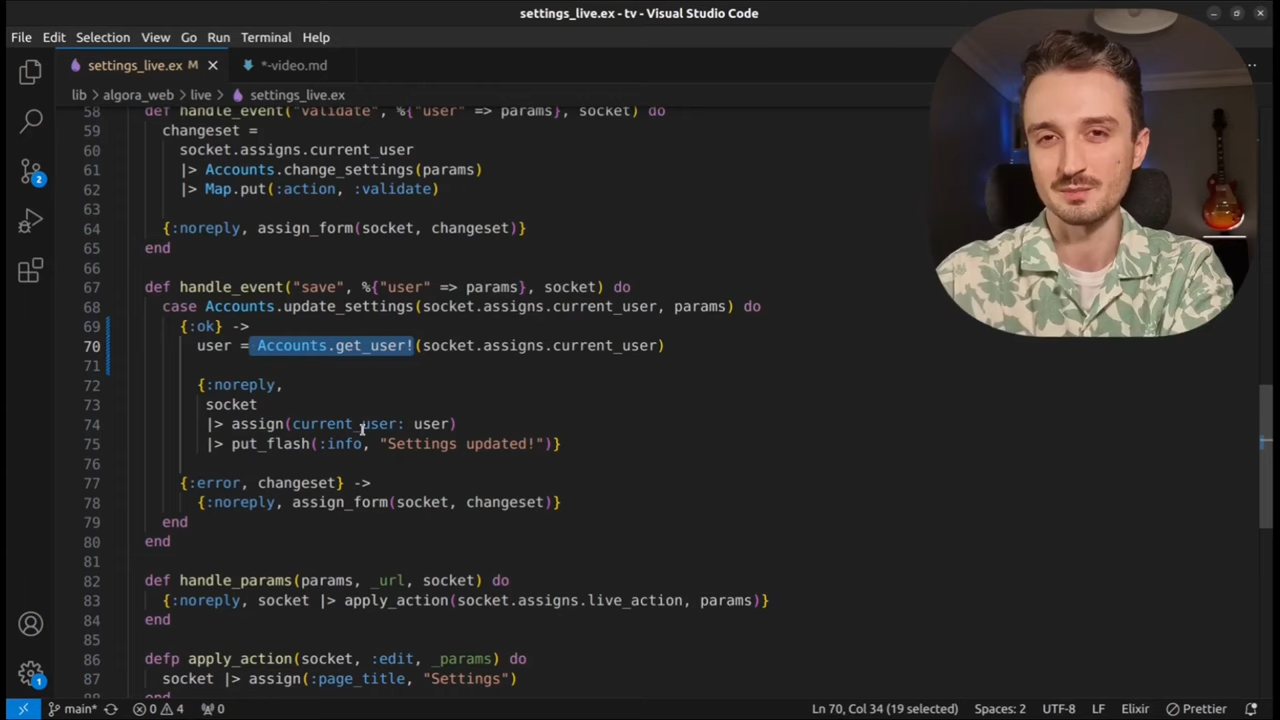 settings_live.ex - tv - Visual Studio Code
File Edit Selection View Go Run Terminal Help
settings_live.ex M *-video.md
lib > algora_web > live > settings_live.ex
58 def handle_event("validate", %{"user" => params}, socket) do
59 changeset =
60 socket.assigns.current_user
61 |> Accounts.change_settings(params)
62 |> Map.put(:action, :validate)
63
64 {:noreply, assign_form(socket, changeset)}
65 end
66
67 def handle_event("save", %{"user" => params}, socket) do
68 case Accounts.update_settings(socket.assigns.current_user, params) do
69 {:ok} ->
70 user = Accounts.get_user!(socket.assigns.current_user)
71
72 {:noreply,
73 socket
74 |> assign(current_user: user)
75 |> put_flash(:info, "Settings updated!")}
76
77 {:error, changeset} ->
78 {:noreply, assign_form(socket, changeset)}
79 end
80 end
81
82 def handle_params(params, _url, socket) do
83 {:noreply, socket |> apply_action(socket.assigns.live_action, params)}
84 end
85
86 defp apply_action(socket, :edit, _params) do
87 socket |> assign(:page_title, "Settings")
88 end
2
1
main* 0 4 0 Ln 70, Col 34 (19 selected) Spaces: 2 UTF-8 LF Elixir Prettier